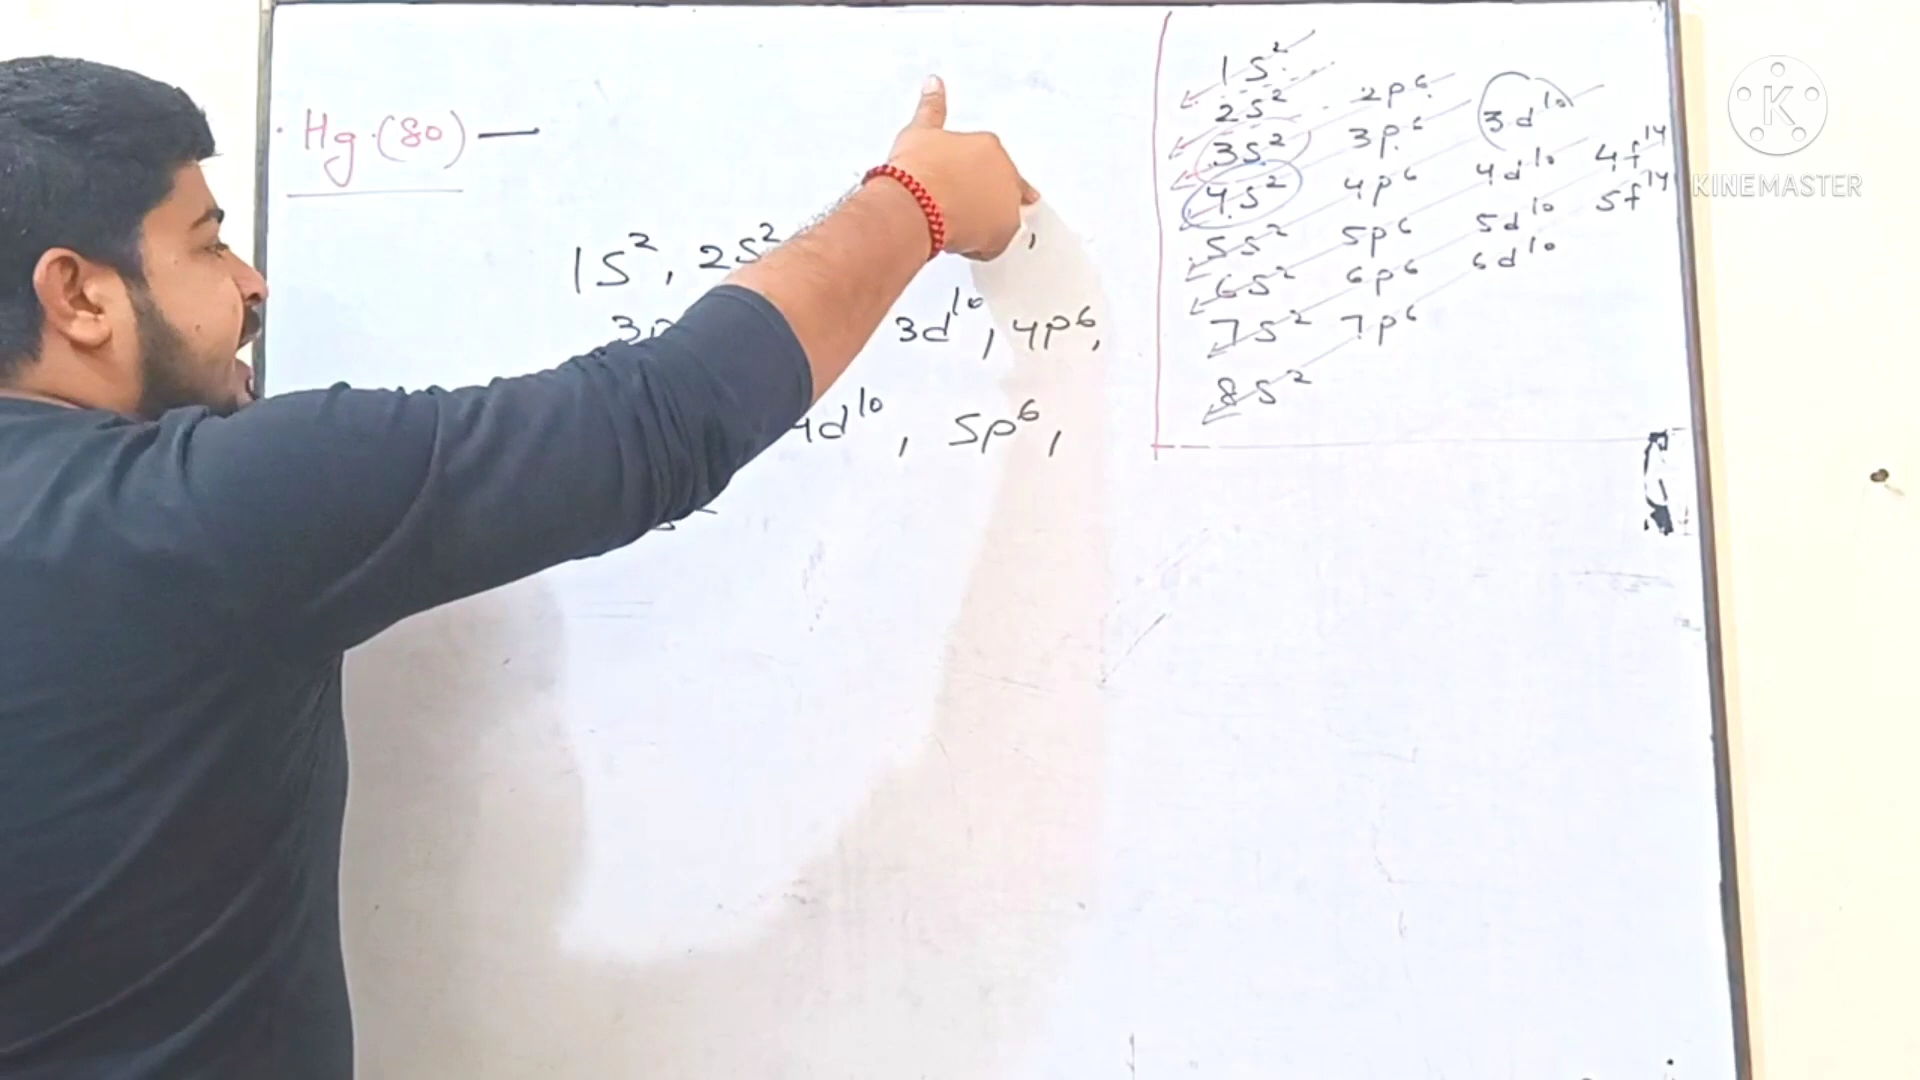 Hg (80) —
1s², 2s² ,
3d¹⁰, 4p⁶,
4d¹⁰, 5p⁶,
1s²
2s² 2p⁶
3s² 3p⁶ 3d¹⁰
4s² 4p⁶ 4d¹⁰ 4f¹⁴
5s² 5p⁶ 5d¹⁰ 5f¹⁴
6s² 6p⁶ 6d¹⁰
7s² 7p⁶
8s²
K
KINEMASTER